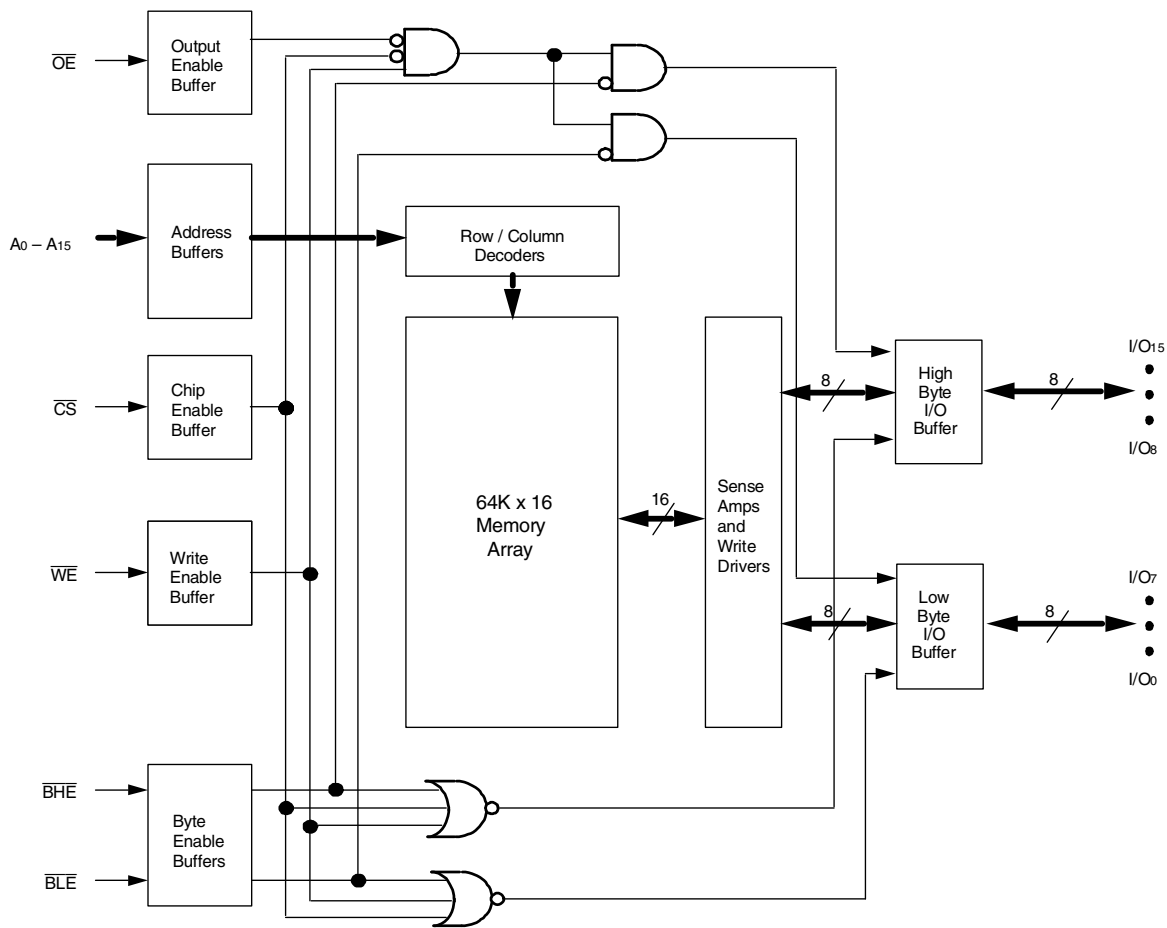 OE
Output
Enable
Buffer
A0 – A15
Address
Buffers
Row / Column
Decoders
CS
Chip
Enable
Buffer
64K x 16
Memory
Array
16
Sense
Amps
and
Write
Drivers
8
High
Byte
I/O
Buffer
8
I/O15
I/O8
WE
Write
Enable
Buffer
8
Low
Byte
I/O
Buffer
8
I/O7
I/O0
BHE
Byte
Enable
Buffers
BLE